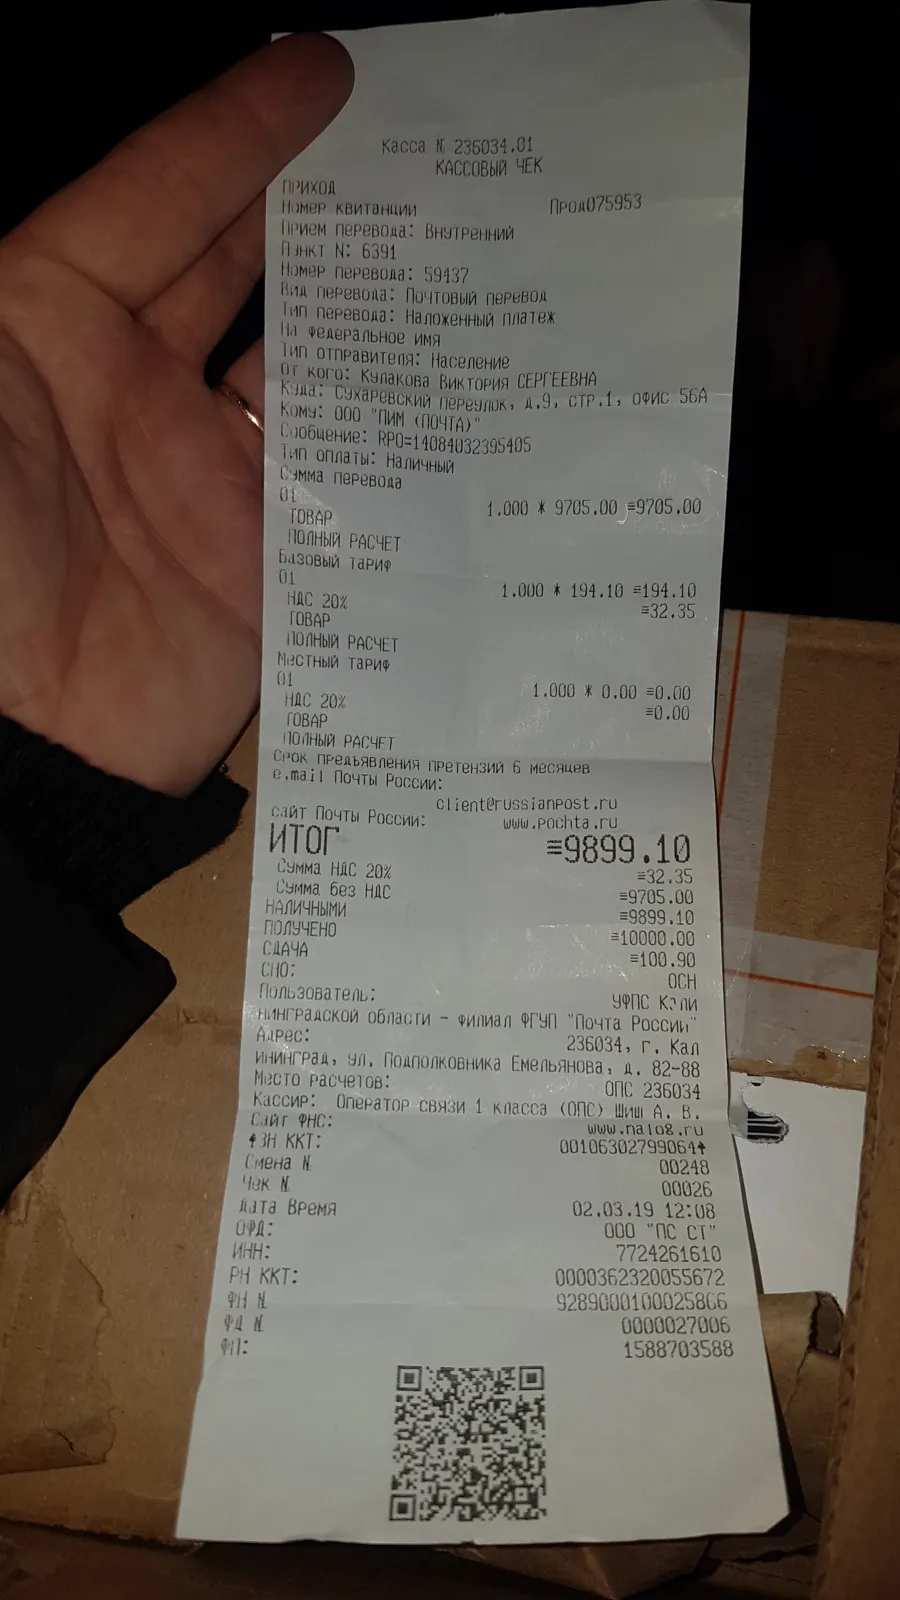 Касса № 236034.01
КАССОВЫЙ ЧЕК
ПРИХОД
Номер квитанции Прод075953
Прием перевода: Внутренний
Пункт N: 6391
Номер перевода: 59437
Вид перевода: Почтовый перевод
Тип перевода: Наложенный платеж
На федеральное имя
Тип отправителя: Население
От кого: Кулакова Виктория СЕРГЕЕВНА
Куда: Сухаревский переулок, д.9, стр.1, офис 56А
Кому: ООО "ПИМ (ПОЧТА)"
Сообщение: RPO=14084032395405
Тип оплаты: Наличный
Сумма перевода
01 1.000 * 9705.00 ≡9705.00
ТОВАР
ПОЛНЫЙ РАСЧЕТ
Базовый тариф
01 1.000 * 194.10 ≡194.10
НДС 20% ≡32.35
ТОВАР
ПОЛНЫЙ РАСЧЕТ
Местный тариф
01 1.000 * 0.00 ≡0.00
НДС 20% ≡0.00
ТОВАР
ПОЛНЫЙ РАСЧЕТ
Срок предъявления претензий 6 месяцев
e.mail Почты России:
client@russianpost.ru
сайт Почты России: www.pochta.ru
ИТОГ ≡9899.10
Сумма НДС 20% ≡32.35
Сумма без НДС ≡9705.00
НАЛИЧНЫМИ ≡9899.10
ПОЛУЧЕНО ≡10000.00
СДАЧА ≡100.90
СНО: ОСН
Пользователь: УФПС Кали
нинградской области - филиал ФГУП "Почта России"
Адрес: 236034, г. Кал
ининград, ул. Подполковника Емельянова, д. 82-88
Место расчетов: ОПС 236034
Кассир: Оператор связи 1 класса (ОПС) Шиш А. В.
Сайт ФНС: www.nalog.ru
ЗН ККТ: 00106302799064
Смена № 00248
Чек № 00026
Дата Время 02.03.19 12:08
ОФД: ООО "ПС СТ"
ИНН: 7724261610
РН ККТ: 0000362320055672
ФН № 9289000100025866
ФД № 0000027006
ФП: 1588703588